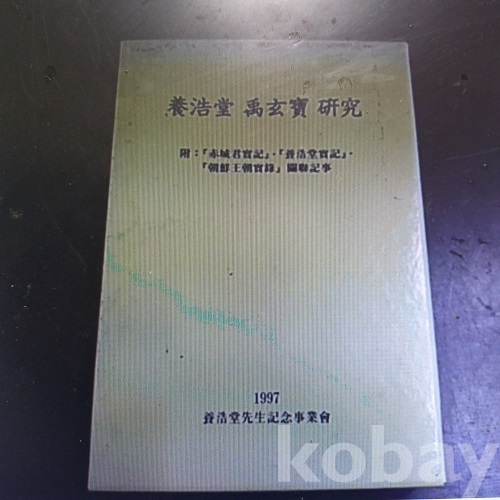 養浩堂 禹玄寶 硏究
附：「赤城君實記」·「養浩堂實記」·
「朝鮮王朝實錄」關聯記事
1997
養浩堂先生記念事業會
kobay